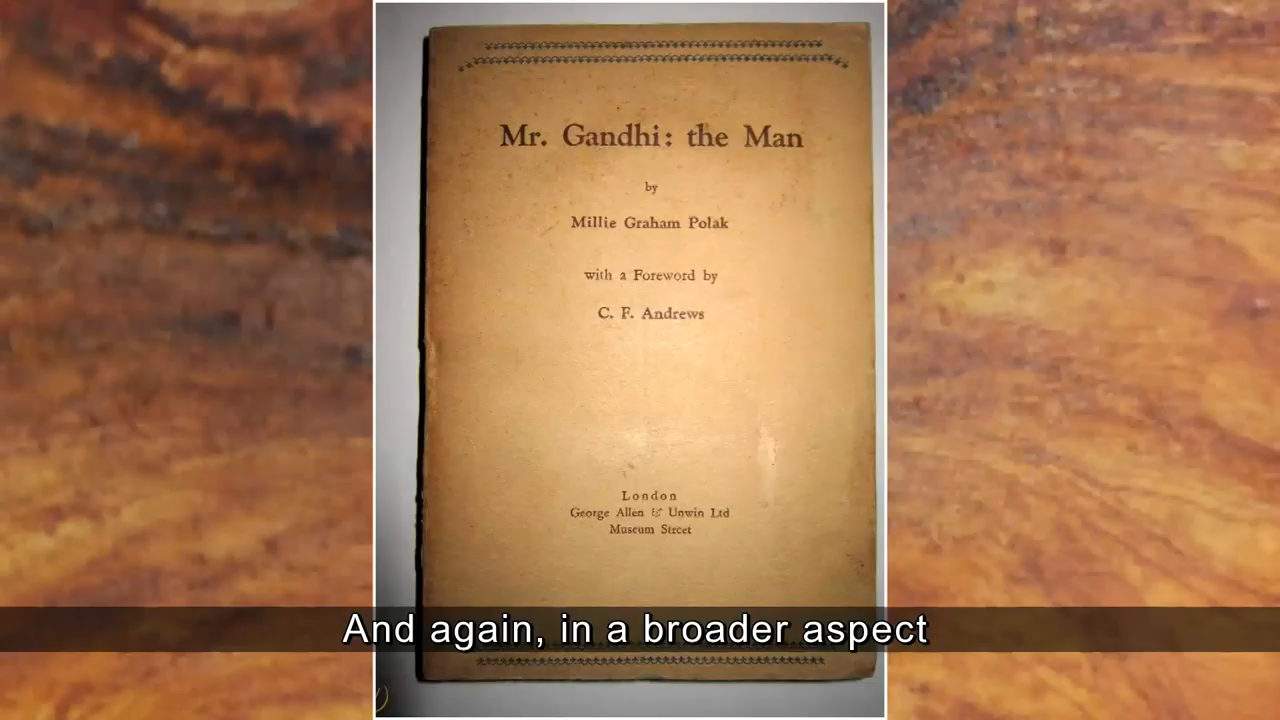 Mr. Gandhi: the Man
by
Millie Graham Polak
with a Foreword by
C. F. Andrews
London
George Allen & Unwin Ltd
Museum Street
And again, in a broader aspect